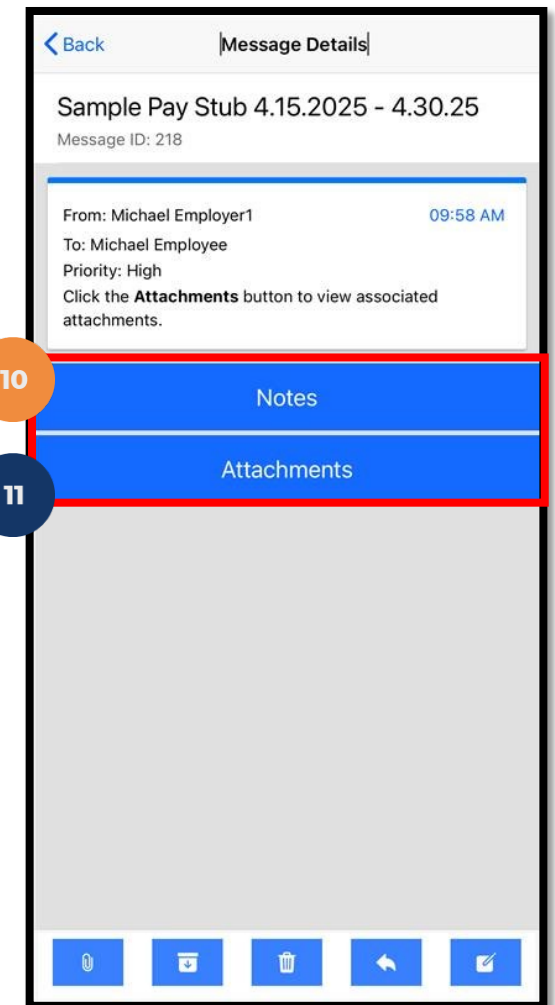 Back
Message Details
Sample Pay Stub 4.15.2025 - 4.30.25
Message ID: 218
From: Michael Employer1
09:58 AM
To: Michael Employee
Priority: High
Click the Attachments button to view associated
attachments.
10
Notes
11
Attachments